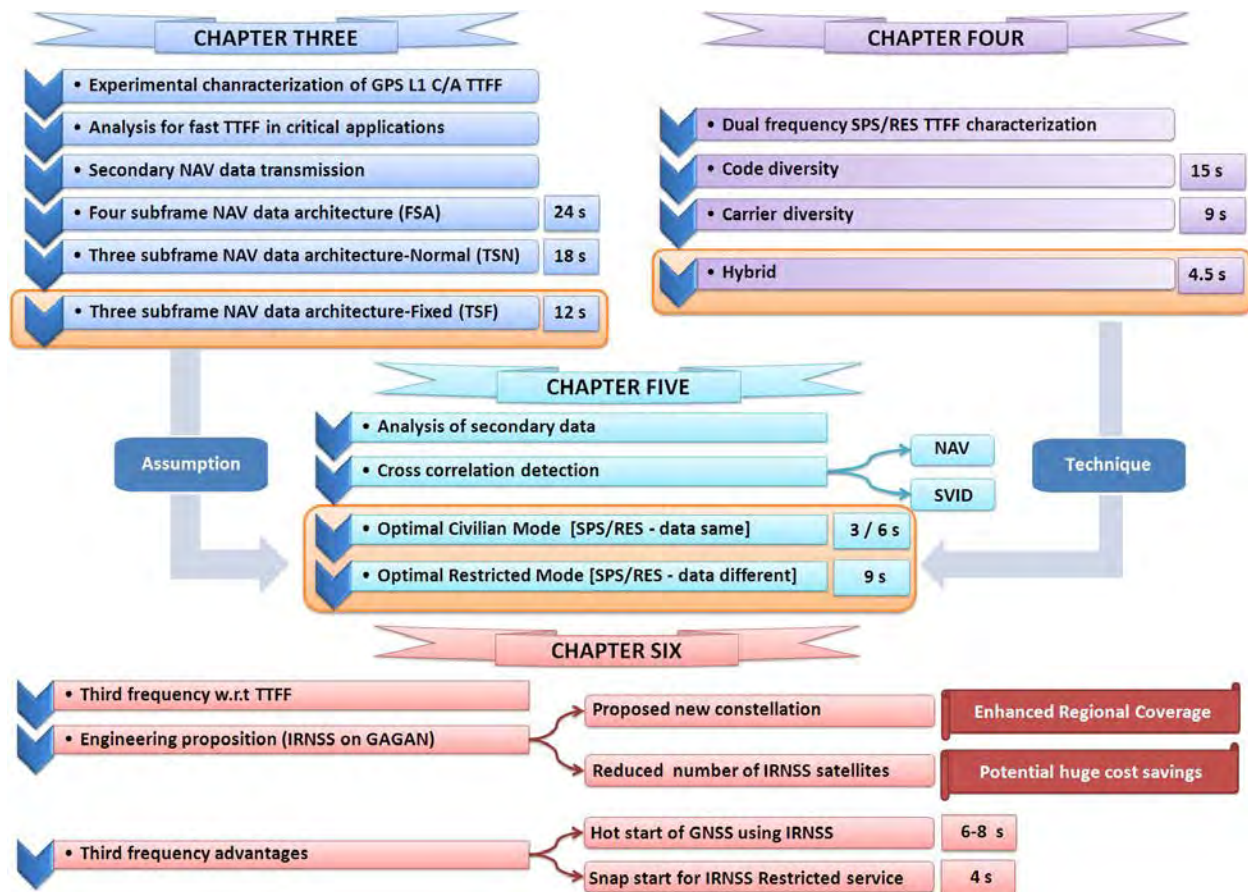 CHAPTER THREE
• Experimental chanracterization of GPS L1 C/A TTFF
• Analysis for fast TTFF in critical applications
• Secondary NAV data transmission
• Four subframe NAV data architecture (FSA)
24 s
• Three subframe NAV data architecture-Normal (TSN)
18 s
• Three subframe NAV data architecture-Fixed (TSF)
12 s
CHAPTER FOUR
• Dual frequency SPS/RES TTFF characterization
• Code diversity
15 s
• Carrier diversity
9 s
• Hybrid
4.5 s
Assumption
Technique
CHAPTER FIVE
• Analysis of secondary data
• Cross correlation detection
NAV
SVID
• Optimal Civilian Mode [SPS/RES - data same]
3 / 6 s
• Optimal Restricted Mode [SPS/RES - data different]
9 s
CHAPTER SIX
• Third frequency w.r.t TTFF
• Engineering proposition (IRNSS on GAGAN)
Proposed new constellation
Enhanced Regional Coverage
Reduced number of IRNSS satellites
Potential huge cost savings
• Third frequency advantages
Hot start of GNSS using IRNSS
6-8 s
Snap start for IRNSS Restricted service
4 s